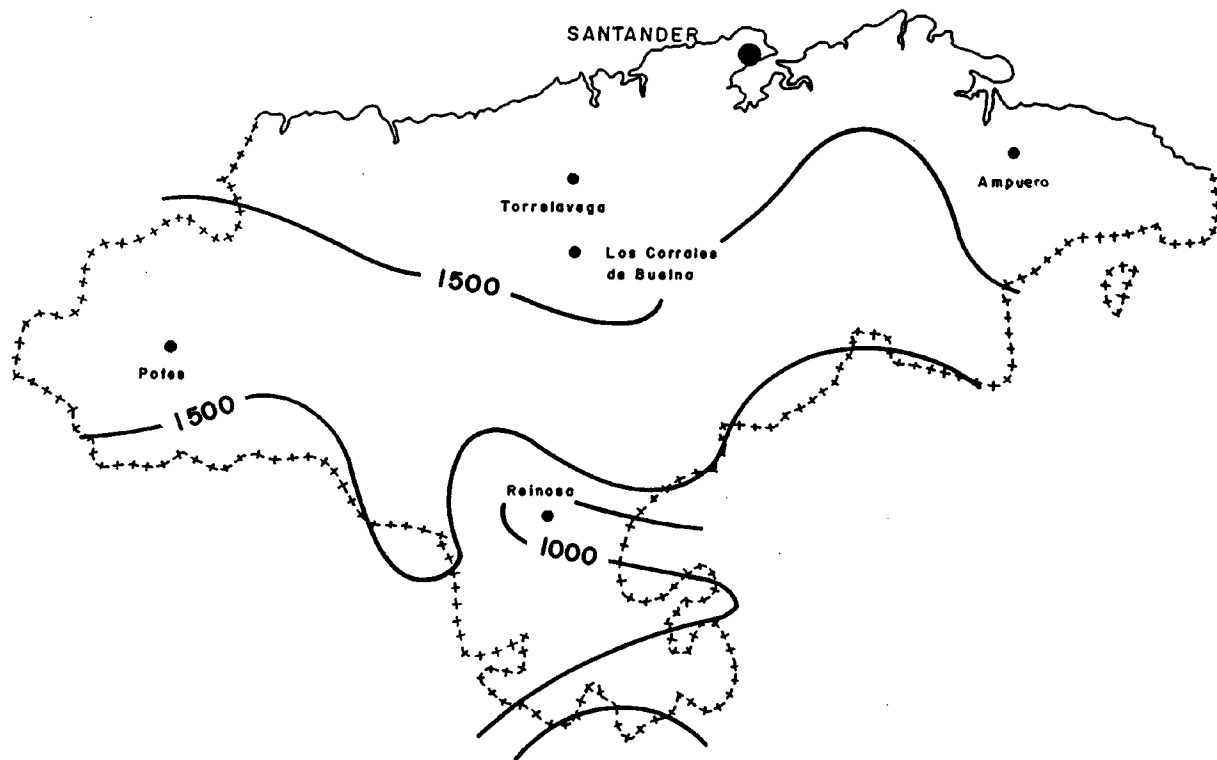 SANTANDER
Ampuero
Torrelavega
Los Corrales
de Buelna
1500
Potes
1500
Reinosa
1000